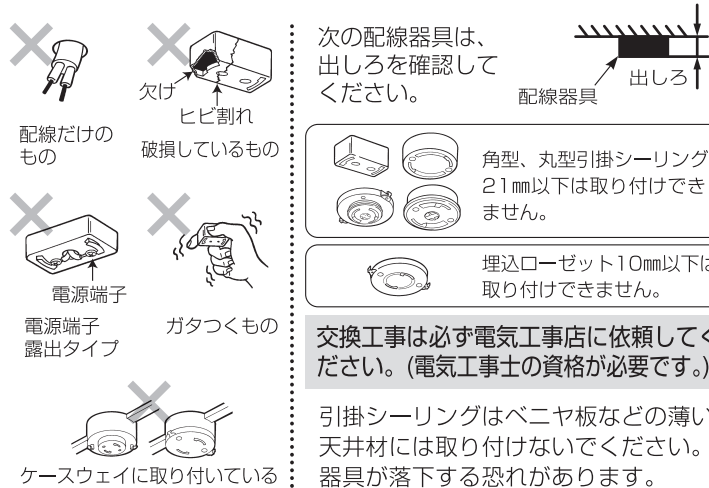 欠け
ヒビ割れ
配線だけの
もの
破損しているもの
電源端子
電源端子
露出タイプ
ガタつくもの
ケースウェイに取り付いている
次の配線器具は、
出しろを確認して
ください。
出しろ
配線器具
角型、丸型引掛シーリング
21㎜以下は取り付けでき
ません。
埋込ローゼット10㎜以下は
取り付けできません。
交換工事は必ず電気工事店に依頼してく
ださい。(電気工事士の資格が必要です。)
引掛シーリングはベニヤ板などの薄い
天井材には取り付けないでください。
器具が落下する恐れがあります。